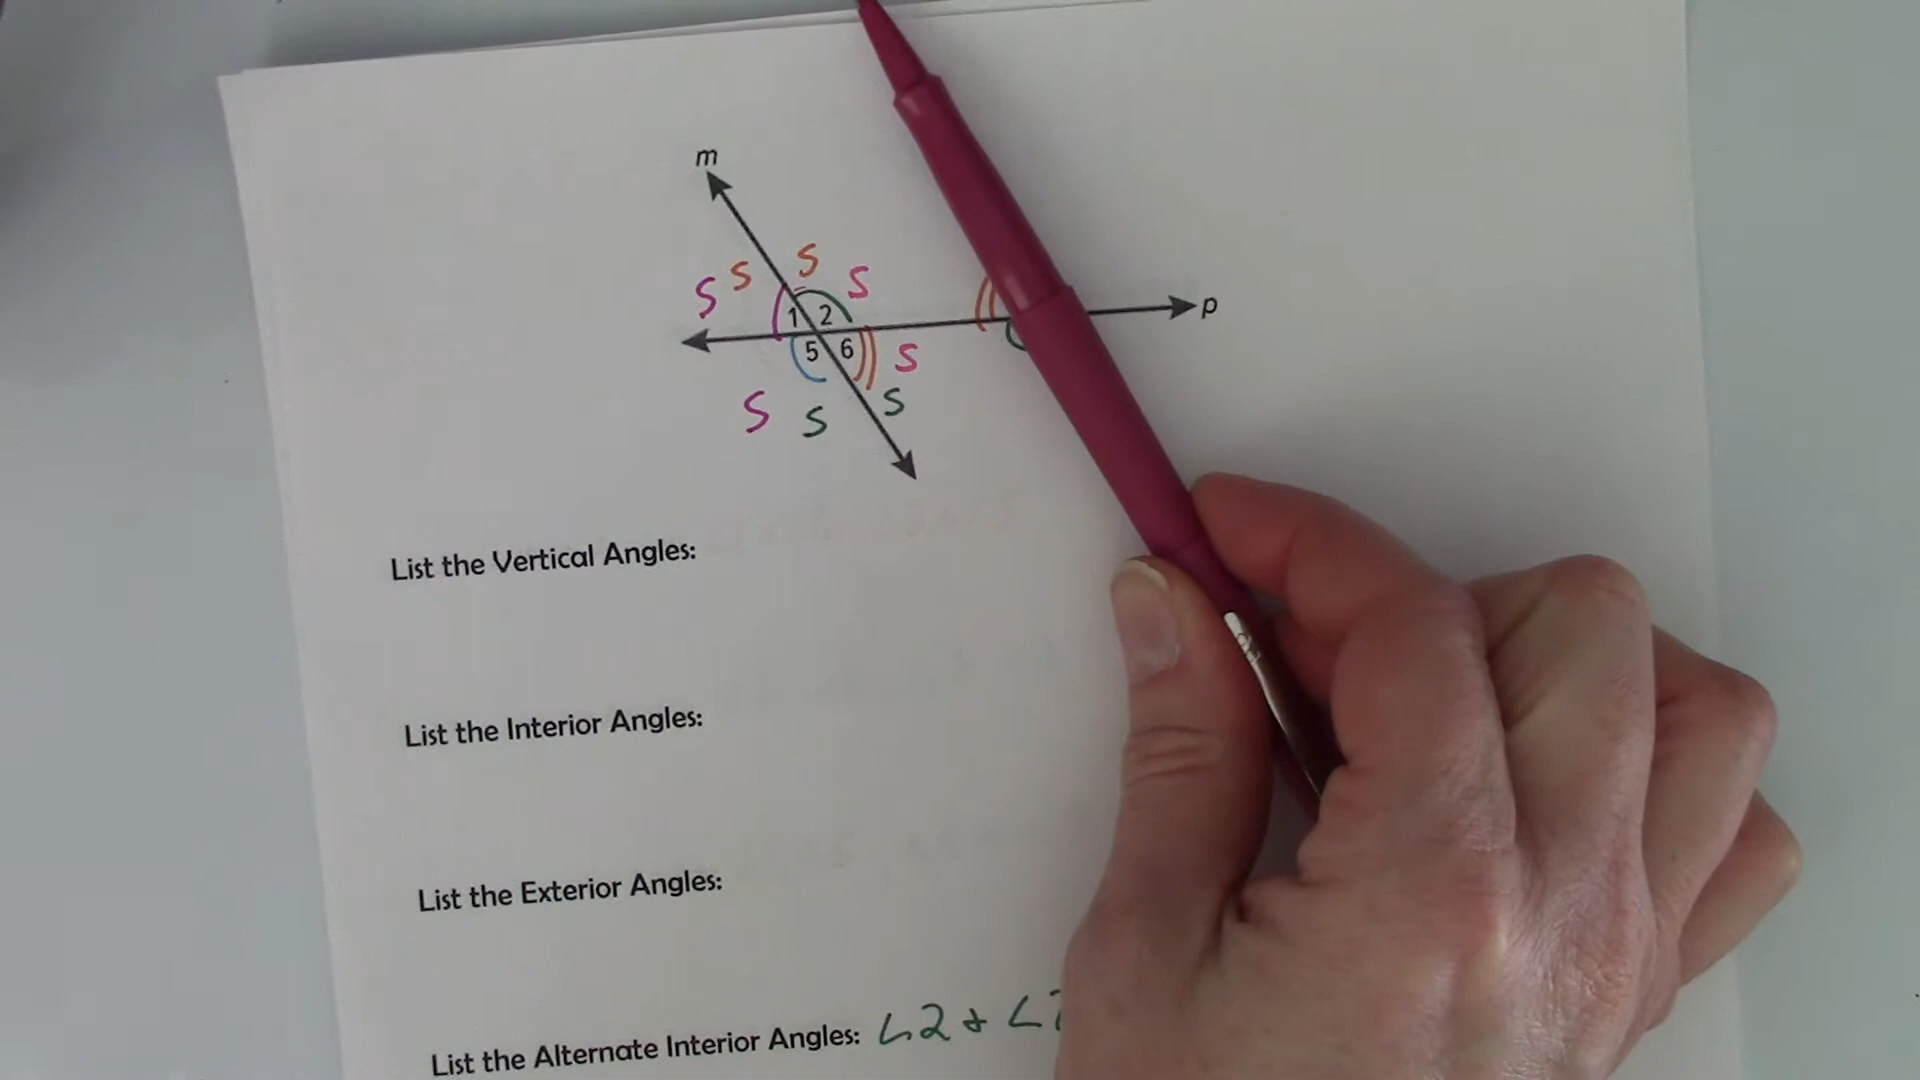 m
S S S S
1 2 p
5 6 S
S S S
List the Vertical Angles:
List the Interior Angles:
List the Exterior Angles:
List the Alternate Interior Angles: ∠2 + ∠7